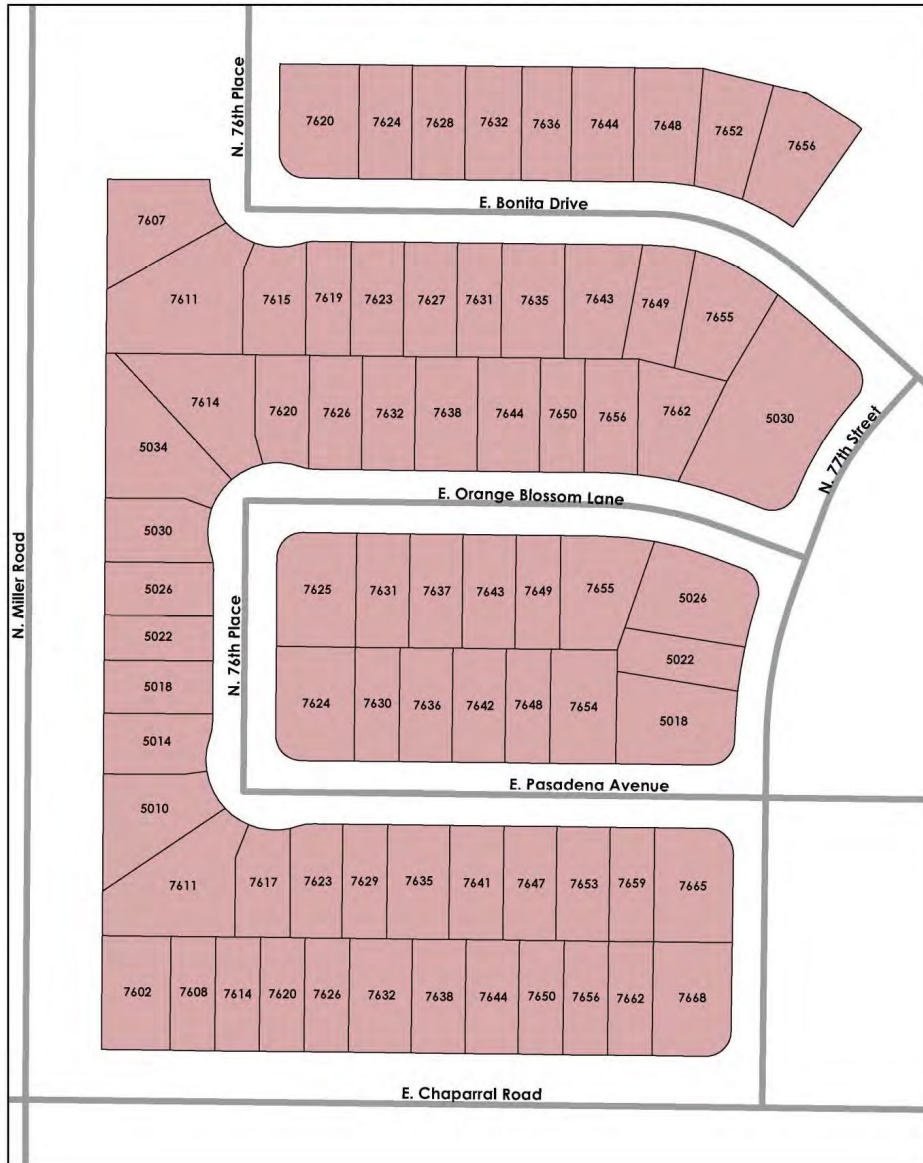 N. 76th Place
7620 7624 7628 7632 7636 7644 7648 7652 7656
E. Bonita Drive
7607
7611 7615 7619 7623 7627 7631 7635 7643 7649 7655
7614 7620 7626 7632 7638 7644 7650 7656 7662 5030
5034
N. 77th Street
E. Orange Blossom Lane
5030
N. Miller Road
5026
5022
5018
5014
5010
N. 76th Place
7625 7631 7637 7643 7649 7655 5026
5022
7624 7630 7636 7642 7648 7654 5018
E. Pasadena Avenue
7611 7617 7623 7629 7635 7641 7647 7653 7659 7665
7602 7608 7614 7620 7626 7632 7638 7644 7650 7656 7662 7668
E. Chaparral Road